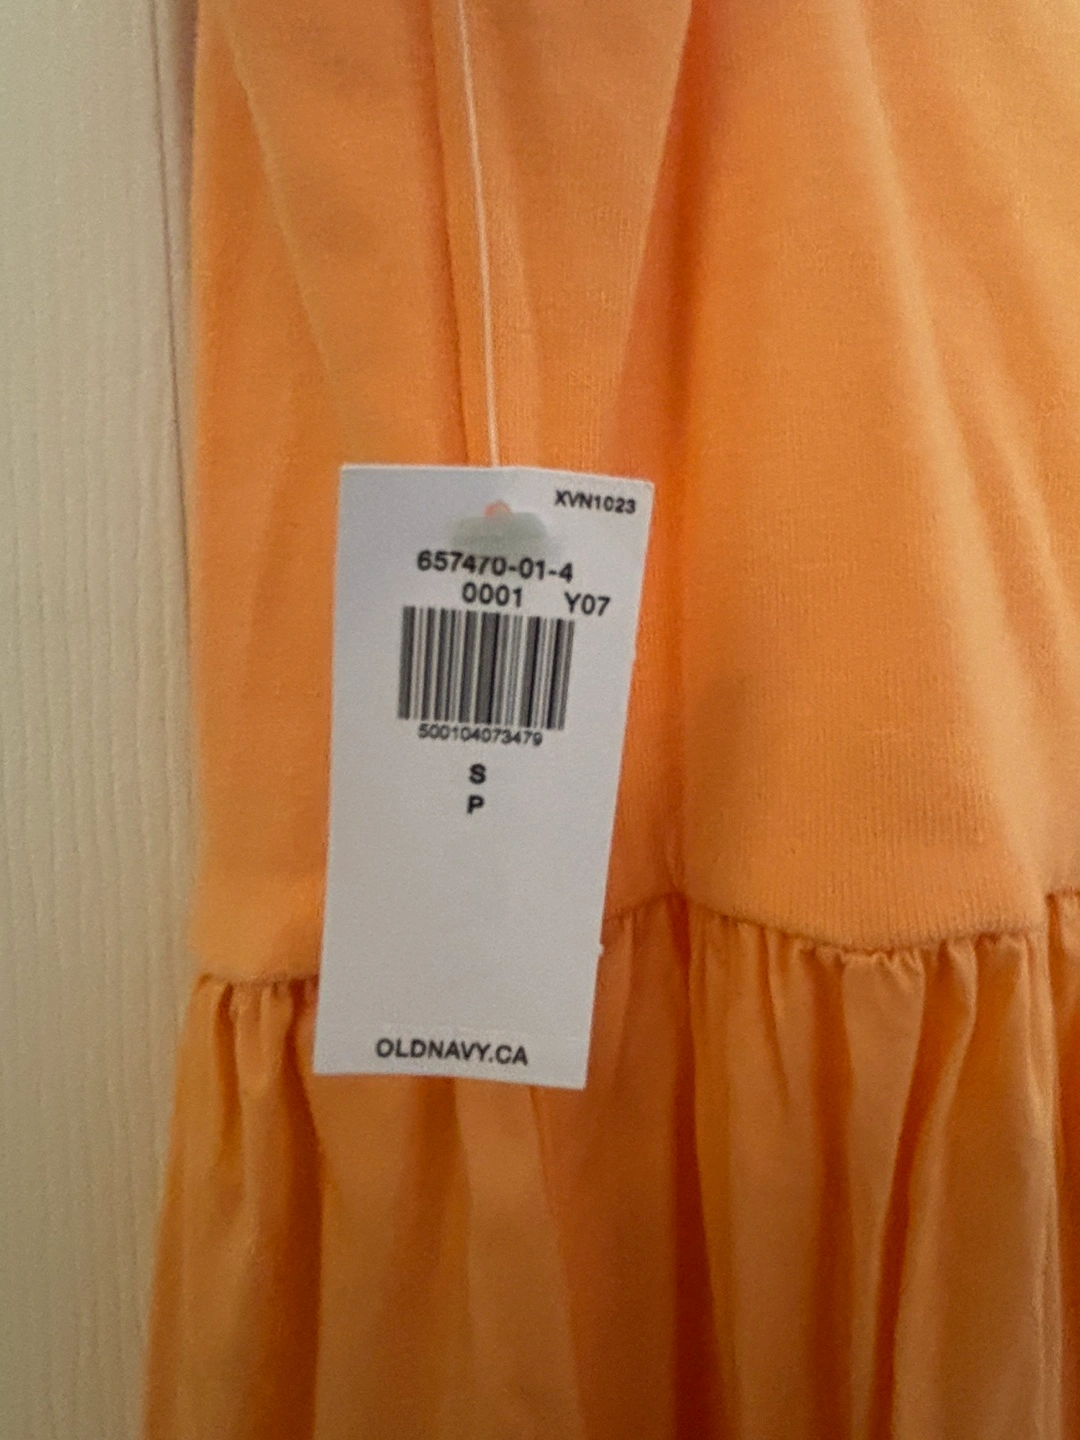 XVN1023
657470-01-4
0001 Y07
500104073479
S
P
OLDNAVY.CA